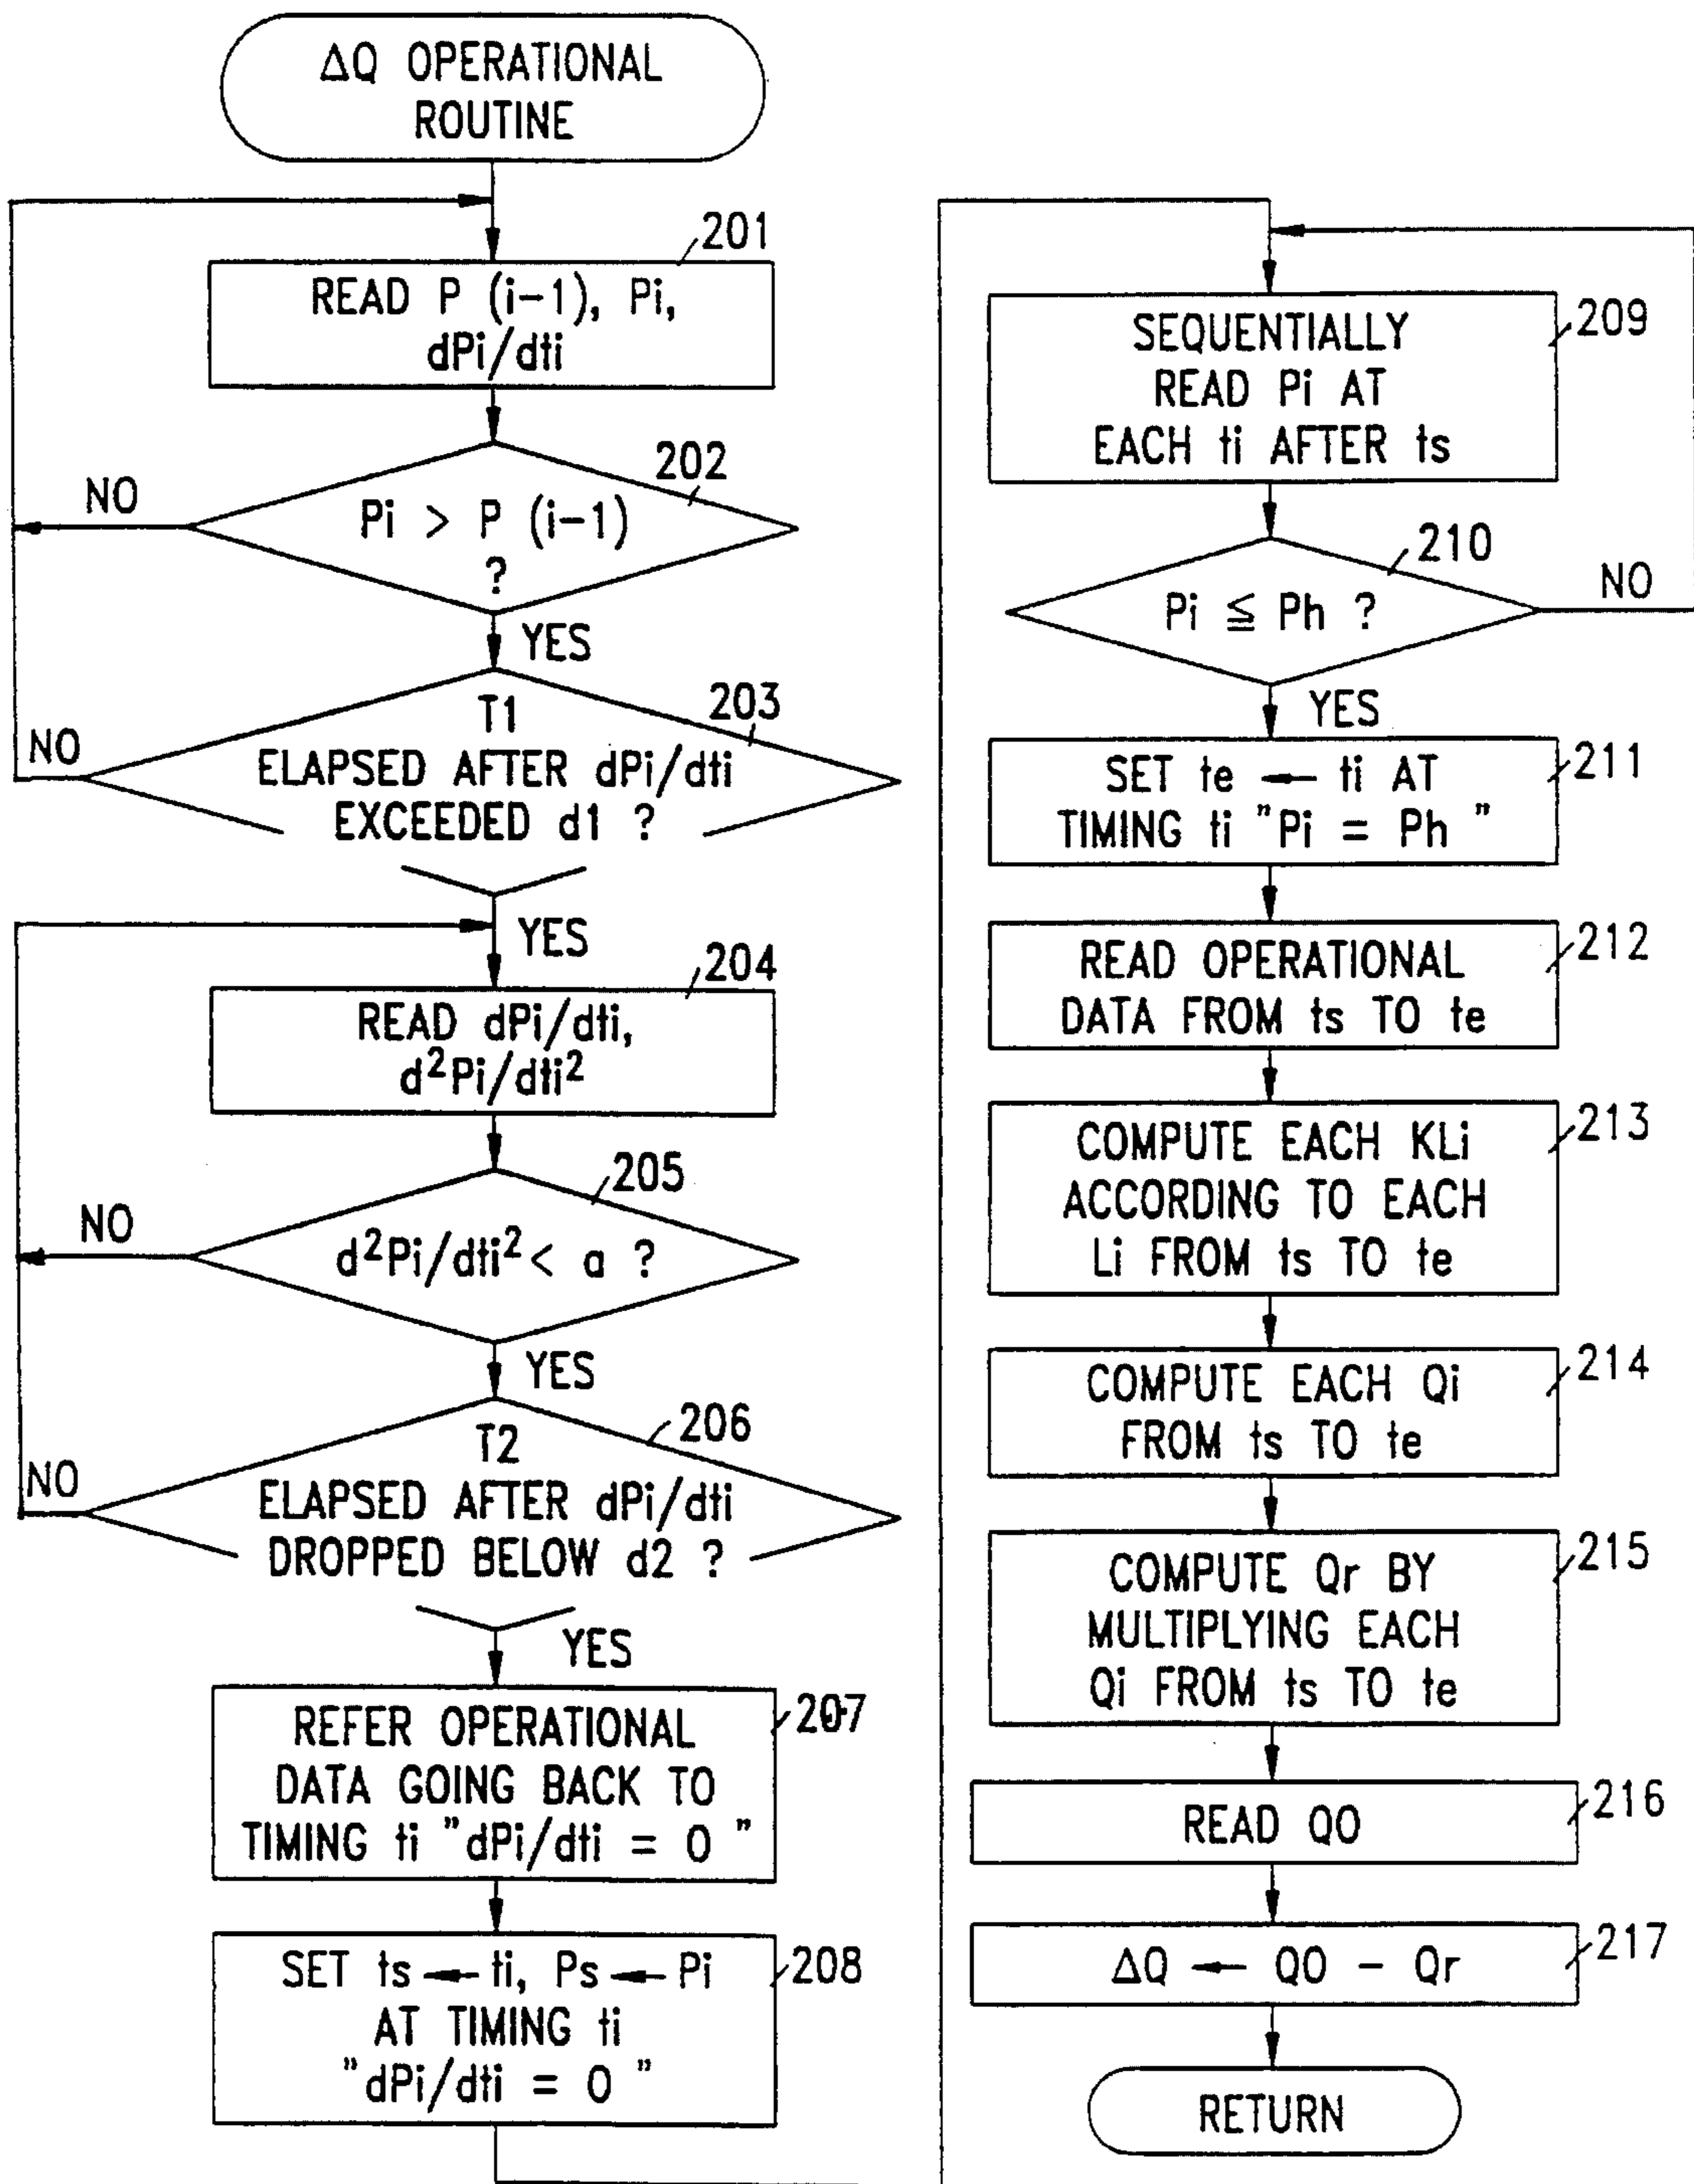 ΔQ OPERATIONAL
ROUTINE
201
READ P (i-1), Pi,
dPi/dti
202
NO
Pi > P (i-1)
?
YES
203
T1
NO
ELAPSED AFTER dPi/dti
EXCEEDED d1 ?
YES
204
READ dPi/dti,
d²Pi/dti²
205
NO
d²Pi/dti² < a ?
YES
206
T2
NO
ELAPSED AFTER dPi/dti
DROPPED BELOW d2 ?
YES
207
REFER OPERATIONAL
DATA GOING BACK TO
TIMING ti "dPi/dti = 0 "
208
SET ts ← ti, Ps ← Pi
AT TIMING ti
"dPi/dti = 0 "
209
SEQUENTIALLY
READ Pi AT
EACH ti AFTER ts
210
NO
Pi ≦ Ph ?
YES
211
SET te ← ti AT
TIMING ti "Pi = Ph "
212
READ OPERATIONAL
DATA FROM ts TO te
213
COMPUTE EACH KLi
ACCORDING TO EACH
Li FROM ts TO te
214
COMPUTE EACH Qi
FROM ts TO te
215
COMPUTE Qr BY
MULTIPLYING EACH
Qi FROM ts TO te
216
READ QO
217
ΔQ ← QO - Qr
RETURN